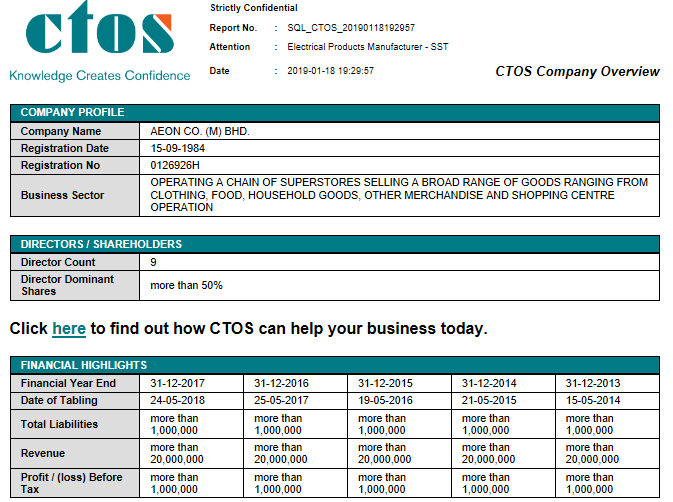 ctos
Knowledge Creates Confidence
Strictly Confidential
Report No. : SQL_CTOS_20190118192957
Attention : Electrical Products Manufacturer - SST
Date : 2019-01-18 19:29:57
CTOS Company Overview
COMPANY PROFILE
Company Name AEON CO. (M) BHD.
Registration Date 15-09-1984
Registration No 0126926H
Business Sector OPERATING A CHAIN OF SUPERSTORES SELLING A BROAD RANGE OF GOODS RANGING FROM
CLOTHING, FOOD, HOUSEHOLD GOODS, OTHER MERCHANDISE AND SHOPPING CENTRE
OPERATION
DIRECTORS / SHAREHOLDERS
Director Count 9
Director Dominant
Shares more than 50%
Click here to find out how CTOS can help your business today.
FINANCIAL HIGHLIGHTS
Financial Year End 31-12-2017 31-12-2016 31-12-2015 31-12-2014 31-12-2013
Date of Tabling 24-05-2018 25-05-2017 19-05-2016 21-05-2015 15-05-2014
Total Liabilities more than more than more than more than more than
1,000,000 1,000,000 1,000,000 1,000,000 1,000,000
Revenue more than more than more than more than more than
20,000,000 20,000,000 20,000,000 20,000,000 20,000,000
Profit / (loss) Before more than more than more than more than more than
Tax 1,000,000 1,000,000 1,000,000 1,000,000 1,000,000